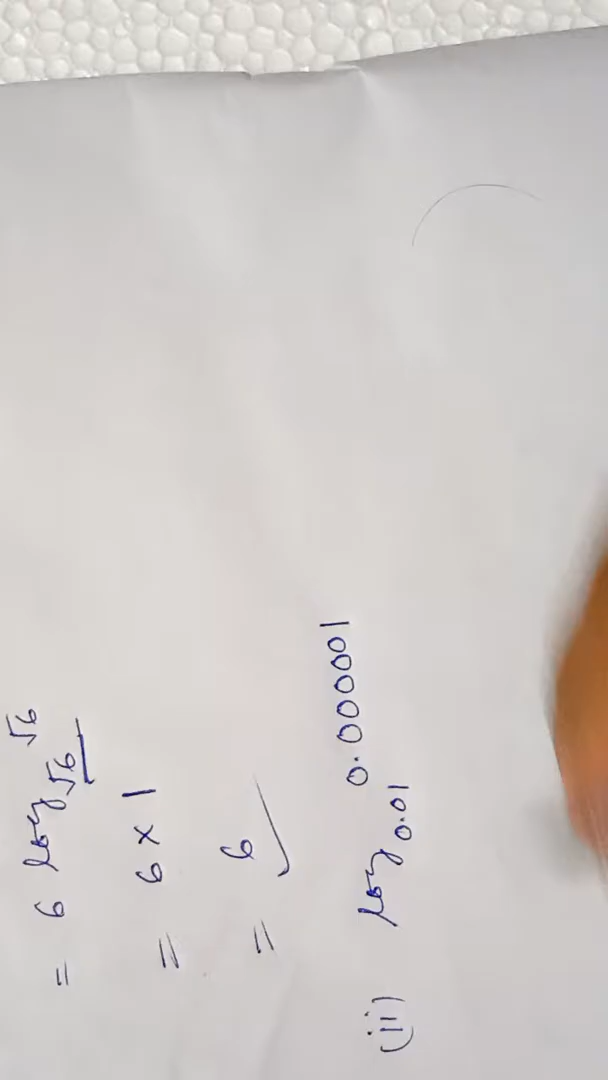 = 6 log√6 √6
= 6 × 1
= 6
(ii) log0.01 0.000001